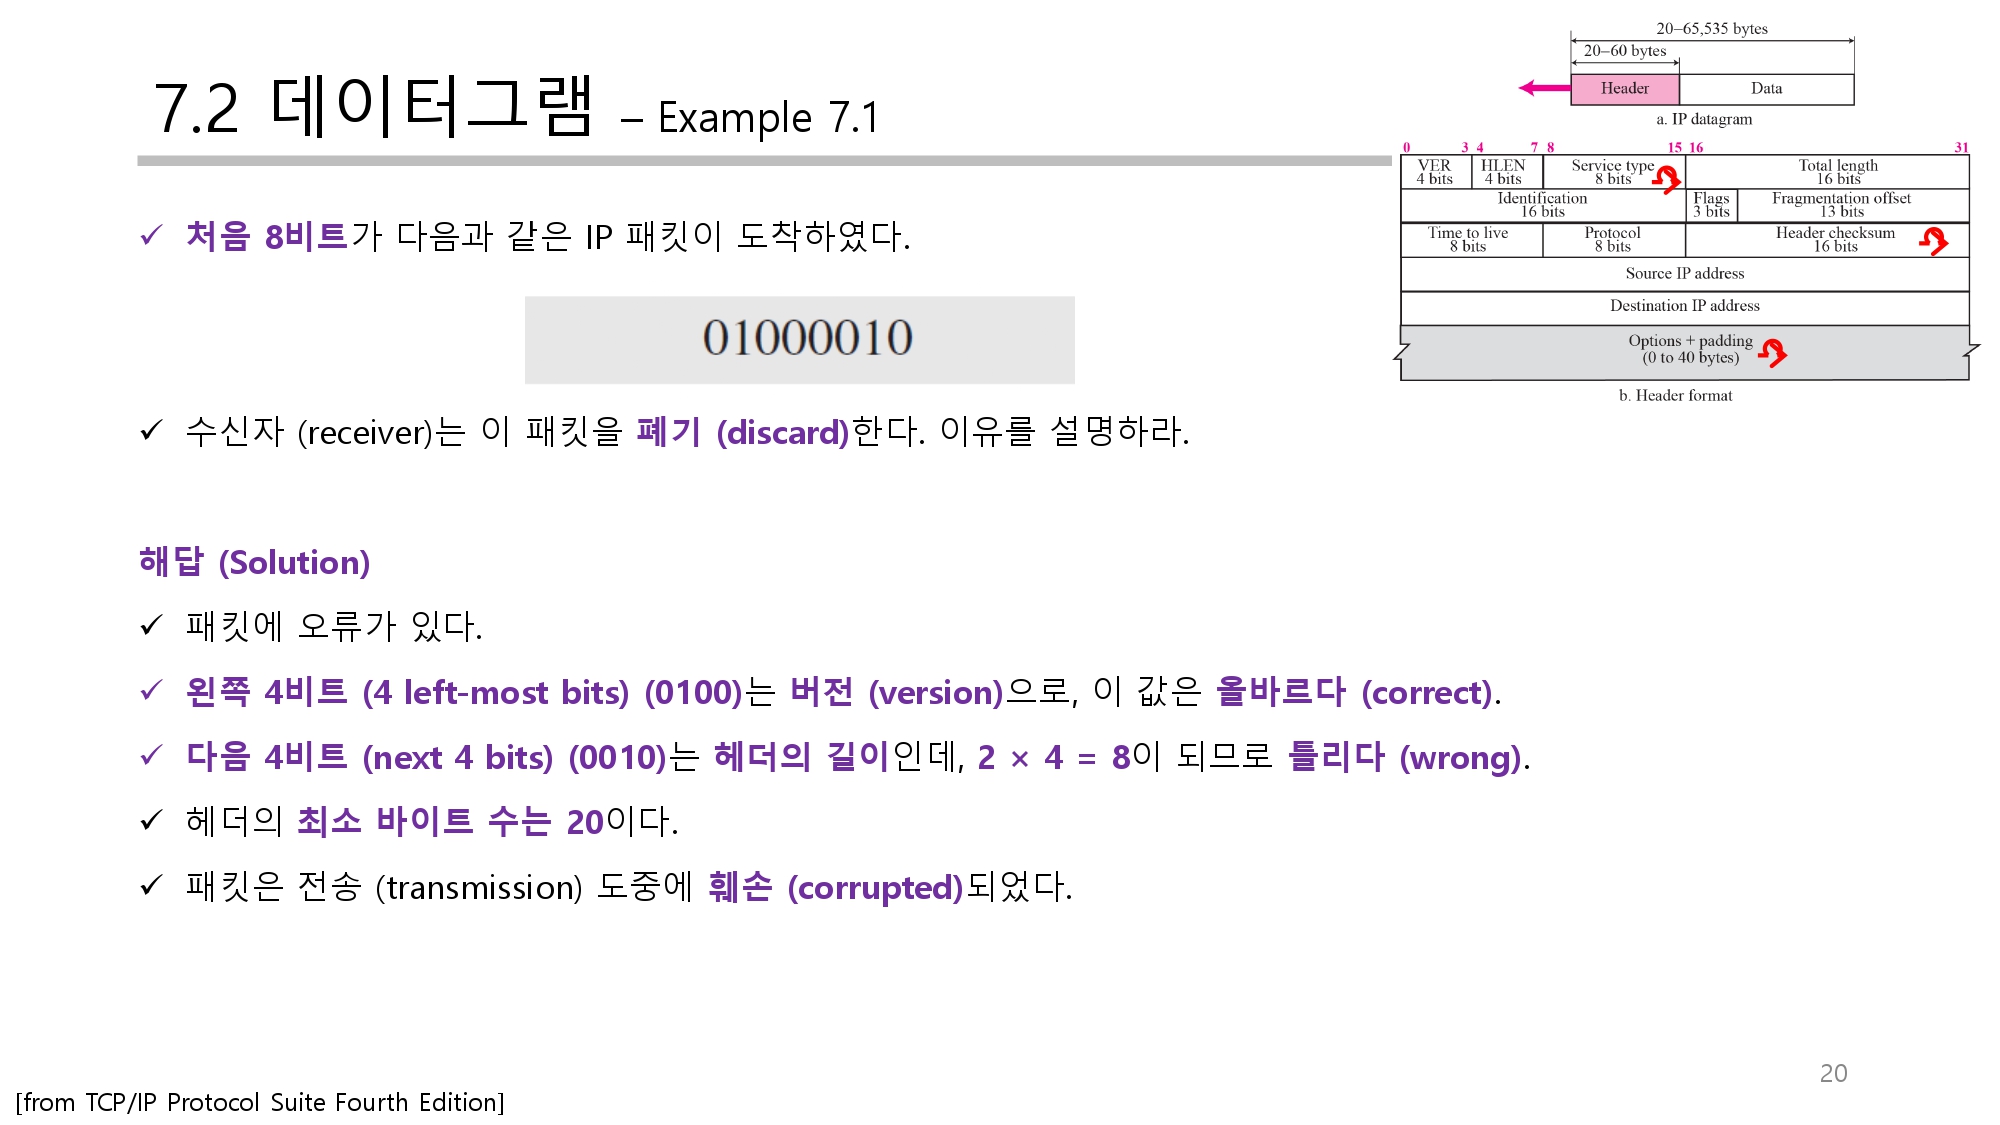 7.2 데이터그램 – Example 7.1
20–65,535 bytes
20–60 bytes
Header
Data
a. IP datagram
0 3 4 7 8 15 16 31
VER
4 bits
HLEN
4 bits
Service type
8 bits
Total length
16 bits
Identification
16 bits
Flags
3 bits
Fragmentation offset
13 bits
Time to live
8 bits
Protocol
8 bits
Header checksum
16 bits
Source IP address
Destination IP address
Options + padding
(0 to 40 bytes)
b. Header format
✓ 처음 8비트가 다음과 같은 IP 패킷이 도착하였다.
01000010
✓ 수신자 (receiver)는 이 패킷을 폐기 (discard)한다. 이유를 설명하라.
해답 (Solution)
✓ 패킷에 오류가 있다.
✓ 왼쪽 4비트 (4 left-most bits) (0100)는 버전 (version)으로, 이 값은 올바르다 (correct).
✓ 다음 4비트 (next 4 bits) (0010)는 헤더의 길이인데, 2 × 4 = 8이 되므로 틀리다 (wrong).
✓ 헤더의 최소 바이트 수는 20이다.
✓ 패킷은 전송 (transmission) 도중에 훼손 (corrupted)되었다.
20
[from TCP/IP Protocol Suite Fourth Edition]